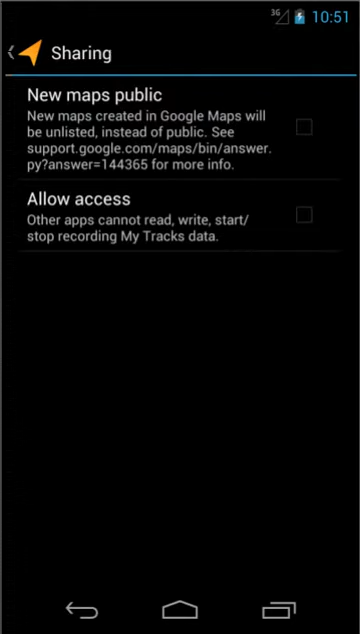 3G 10:51
Sharing
New maps public
New maps created in Google Maps will
be unlisted, instead of public. See
support.google.com/maps/bin/answer.
py?answer=144365 for more info.
Allow access
Other apps cannot read, write, start/
stop recording My Tracks data.